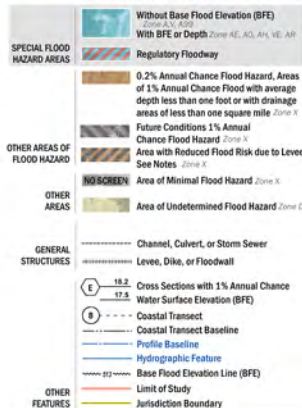 Without Base Flood Elevation (BFE)
Zone A, V, A99
With BFE or Depth Zone AE, AO, AH, VE, AR
SPECIAL FLOOD
HAZARD AREAS
Regulatory Floodway
0.2% Annual Chance Flood Hazard, Areas
of 1% Annual Chance Flood with average
depth less than one foot or with drainage
areas of less than one square mile Zone X
Future Conditions 1% Annual
Chance Flood Hazard Zone X
OTHER AREAS OF
FLOOD HAZARD
Area with Reduced Flood Risk due to Levee
See Notes Zone X
NO SCREEN Area of Minimal Flood Hazard Zone X
OTHER
AREAS
Area of Undetermined Flood Hazard Zone D
GENERAL
STRUCTURES
Channel, Culvert, or Storm Sewer
Levee, Dike, or Floodwall
E 18.2 Cross Sections with 1% Annual Chance
17.5 Water Surface Elevation (BFE)
8 Coastal Transect
Coastal Transect Baseline
Profile Baseline
Hydrographic Feature
513 Base Flood Elevation Line (BFE)
OTHER
FEATURES
Limit of Study
Jurisdiction Boundary